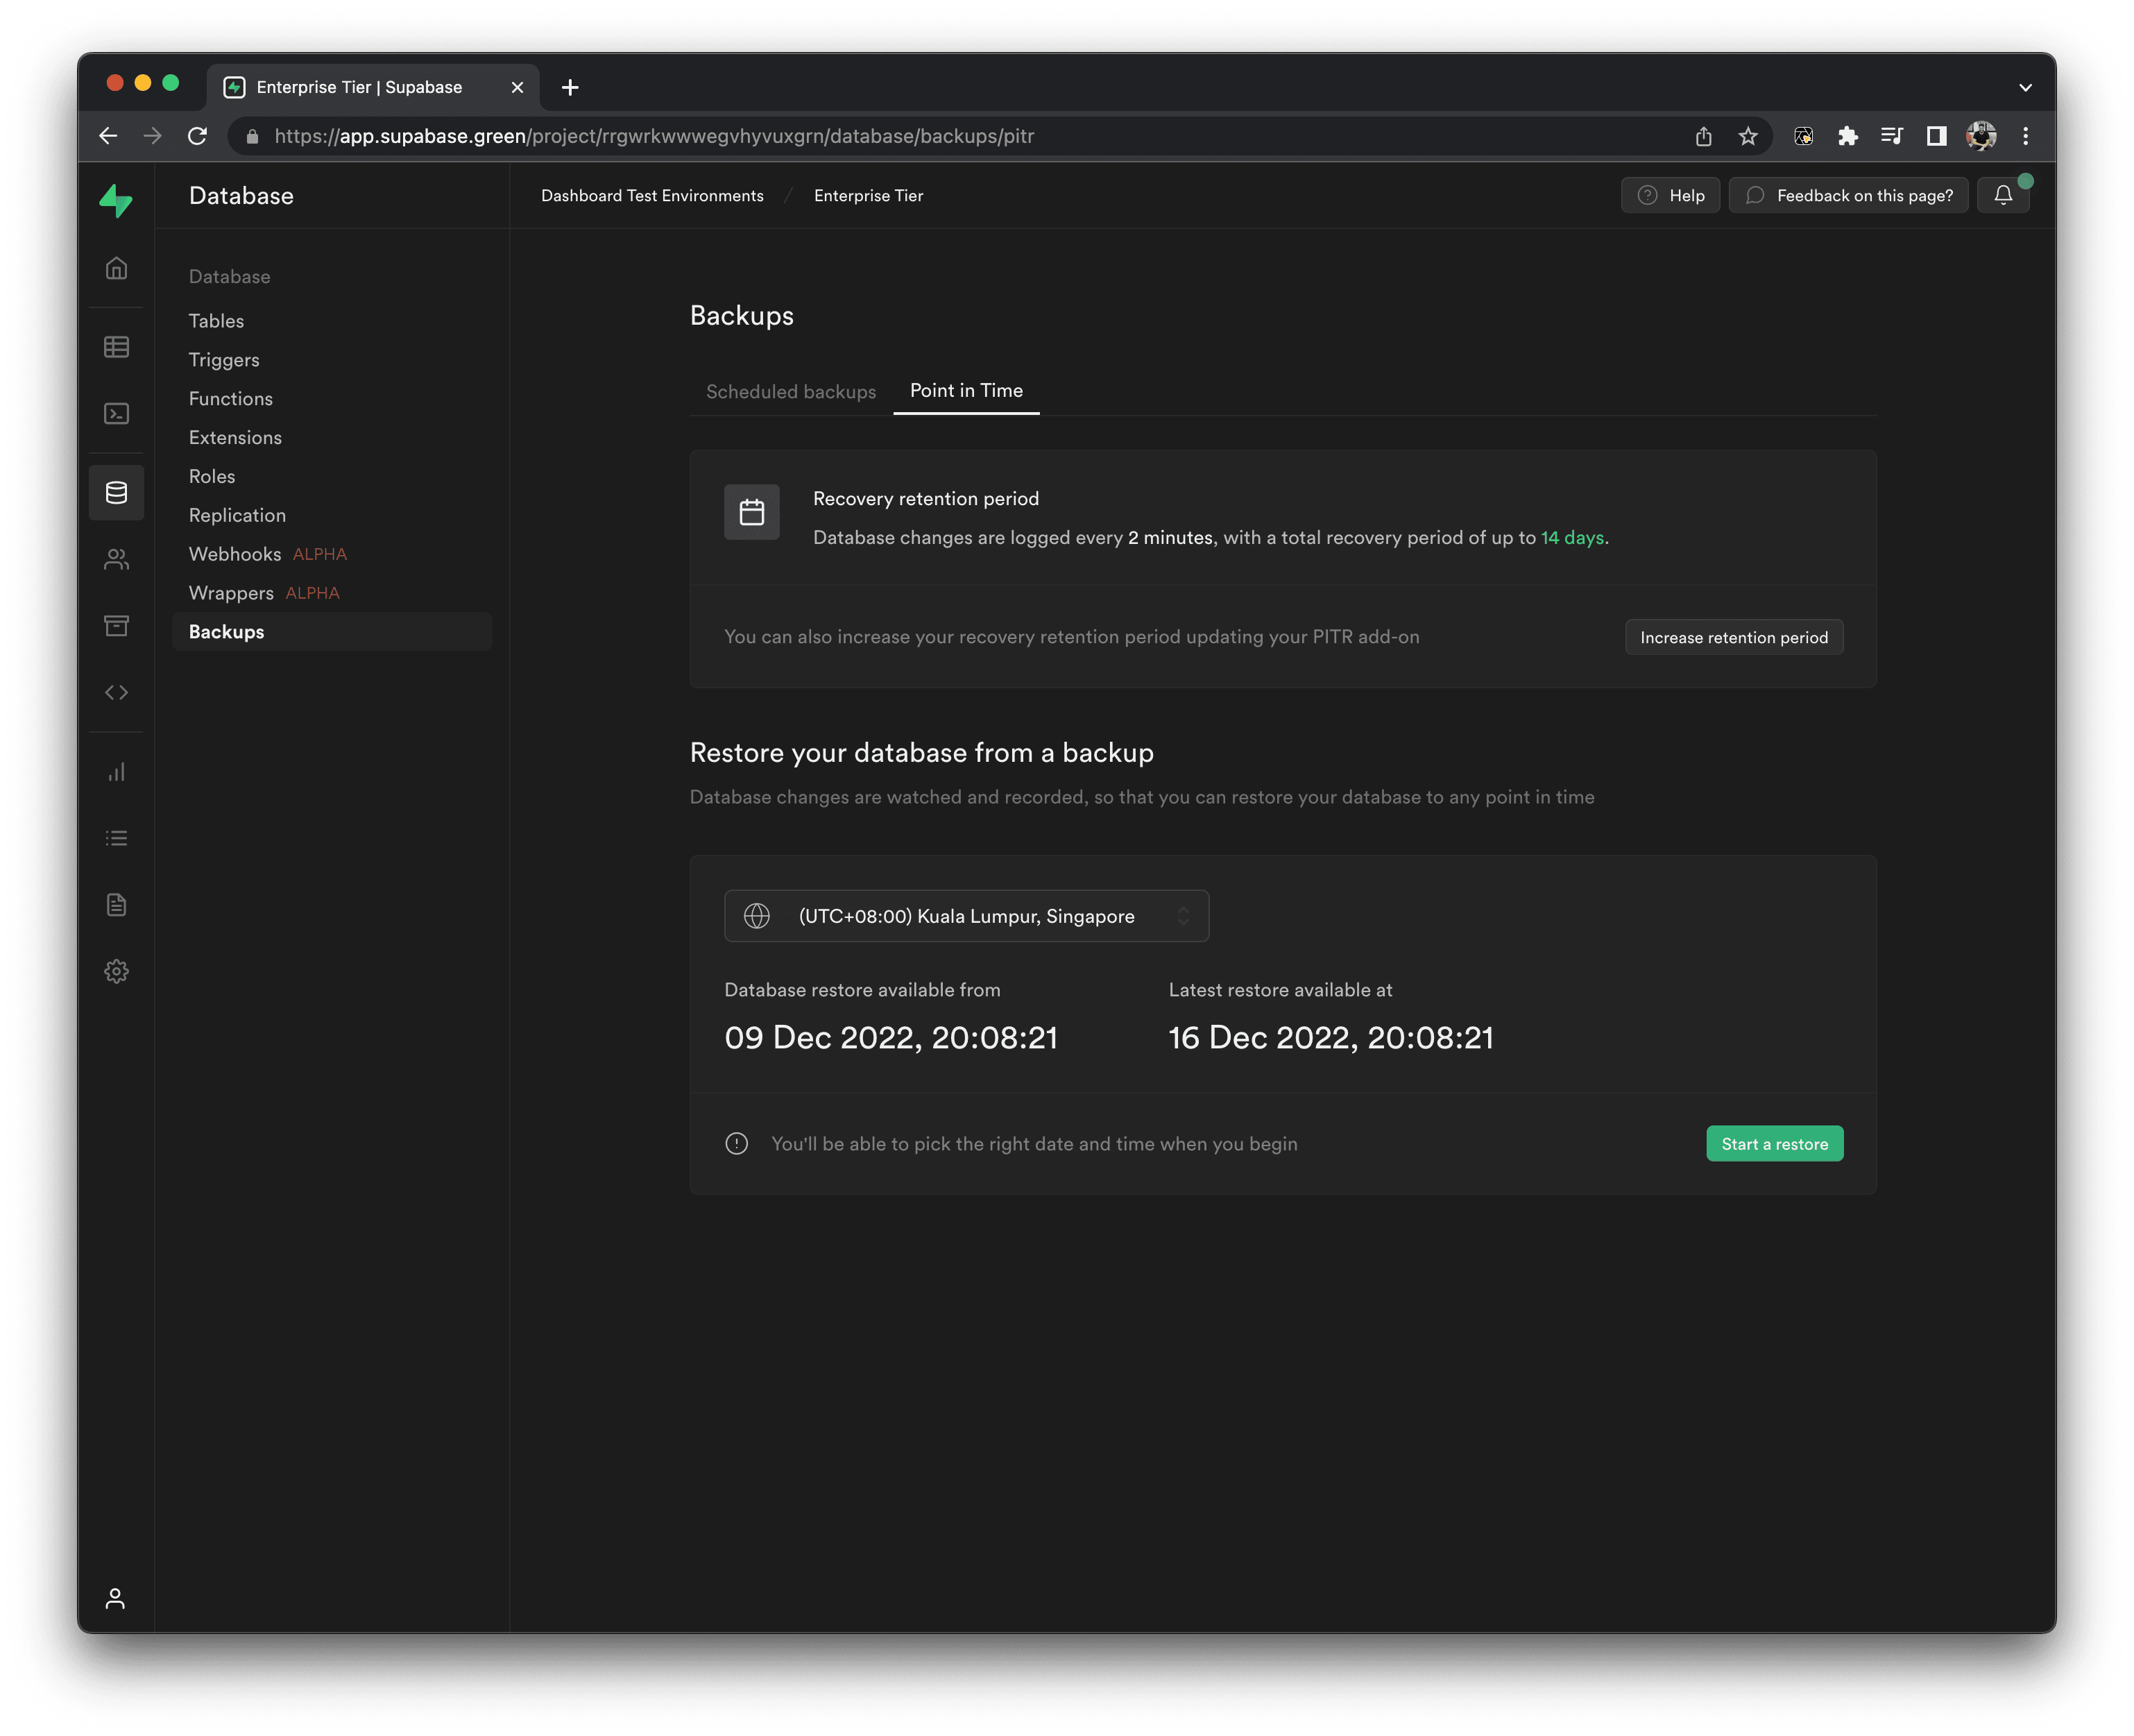 Enterprise Tier | Supabase
https://app.supabase.green/project/rrgwrkwwwegvhyvuxgrn/database/backups/pitr
Database
Dashboard Test Environments / Enterprise Tier
Help
Feedback on this page?
Database
Tables
Triggers
Functions
Extensions
Roles
Replication
Webhooks ALPHA
Wrappers ALPHA
Backups
Backups
Scheduled backups
Point in Time
Recovery retention period
Database changes are logged every 2 minutes, with a total recovery period of up to 14 days.
You can also increase your recovery retention period updating your PITR add-on
Increase retention period
Restore your database from a backup
Database changes are watched and recorded, so that you can restore your database to any point in time
(UTC+08:00) Kuala Lumpur, Singapore
Database restore available from
09 Dec 2022, 20:08:21
Latest restore available at
16 Dec 2022, 20:08:21
You'll be able to pick the right date and time when you begin
Start a restore